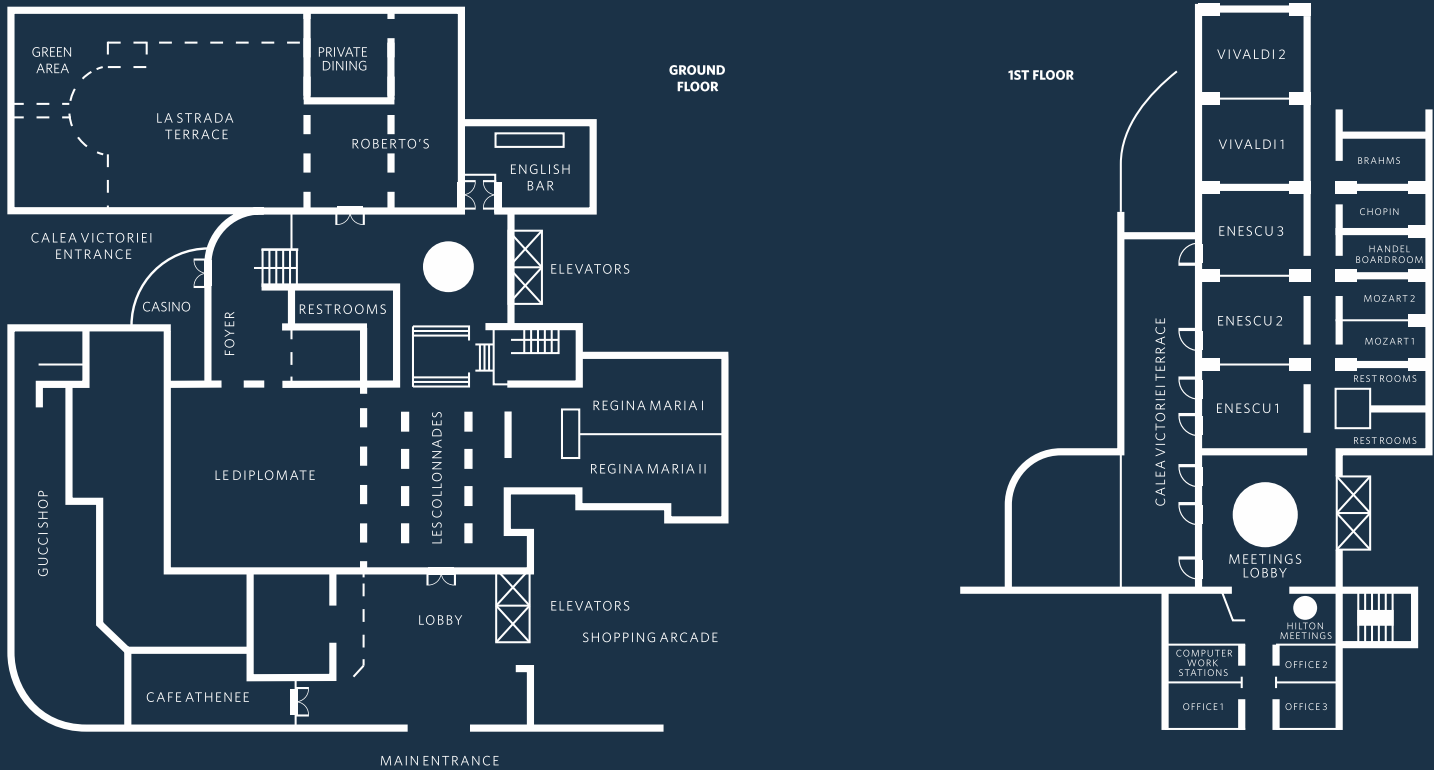 GROUND
FLOOR
GREEN
AREA
PRIVATE
DINING
LA STRADA
TERRACE
ROBERTO'S
ENGLISH
BAR
CALEA VICTORIEI
ENTRANCE
ELEVATORS
CASINO
FOYER
RESTROOMS
REGINA MARIA I
REGINA MARIA II
LE DIPLOMATE
LES COLLONNADES
GUCCI SHOP
LOBBY
ELEVATORS
SHOPPING ARCADE
CAFE ATHENEE
MAIN ENTRANCE
1ST FLOOR
VIVALDI 2
VIVALDI 1
BRAHMS
CHOPIN
ENESCU 3
HANDEL
BOARDROOM
MOZART 2
ENESCU 2
MOZART 1
RESTROOMS
ENESCU 1
RESTROOMS
CALEA VICTORIEI TERRACE
MEETINGS
LOBBY
HILTON
MEETINGS
COMPUTER
WORK
STATIONS
OFFICE 2
OFFICE 1
OFFICE 3